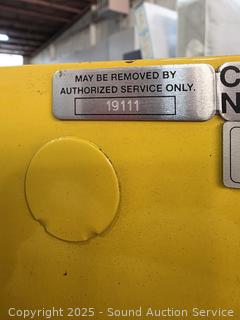 MAY BE REMOVED BY
AUTHORIZED SERVICE ONLY.
19111
C
N
Copyright 2025 - Sound Auction Service